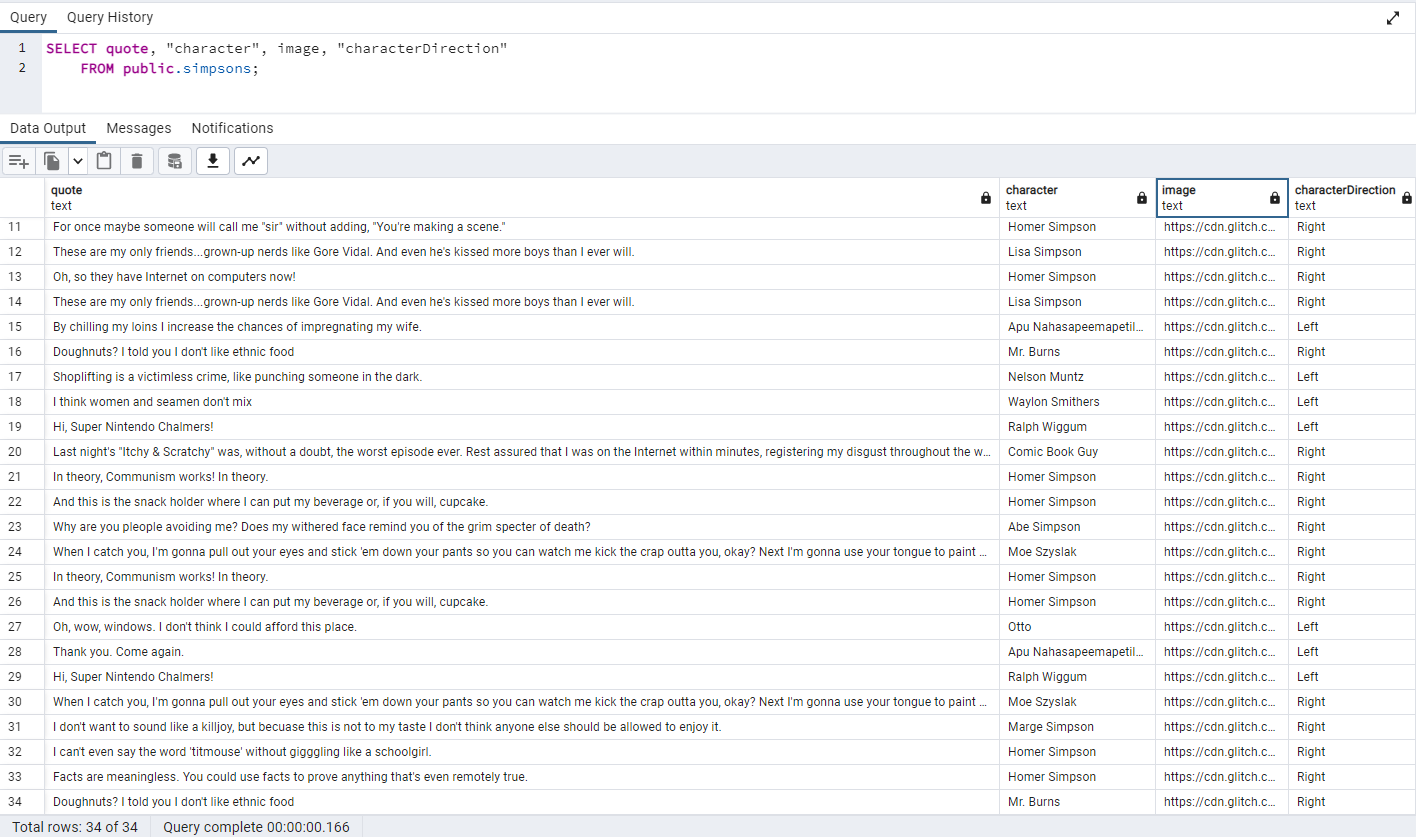 Query Query History
1 SELECT quote, "character", image, "characterDirection"
2 FROM public.simpsons;
Data Output Messages Notifications
quote character image characterDirection
text text text text
11 For once maybe someone will call me "sir" without adding, "You're making a scene." Homer Simpson https://cdn.glitch.c... Right
12 These are my only friends...grown-up nerds like Gore Vidal. And even he's kissed more boys than I ever will. Lisa Simpson https://cdn.glitch.c... Right
13 Oh, so they have Internet on computers now! Homer Simpson https://cdn.glitch.c... Right
14 These are my only friends...grown-up nerds like Gore Vidal. And even he's kissed more boys than I ever will. Lisa Simpson https://cdn.glitch.c... Right
15 By chilling my loins I increase the chances of impregnating my wife. Apu Nahasapeemapetil... https://cdn.glitch.c... Left
16 Doughnuts? I told you I don't like ethnic food Mr. Burns https://cdn.glitch.c... Right
17 Shoplifting is a victimless crime, like punching someone in the dark. Nelson Muntz https://cdn.glitch.c... Left
18 I think women and seamen don't mix Waylon Smithers https://cdn.glitch.c... Left
19 Hi, Super Nintendo Chalmers! Ralph Wiggum https://cdn.glitch.c... Left
20 Last night's "Itchy & Scratchy" was, without a doubt, the worst episode ever. Rest assured that I was on the Internet within minutes, registering my disgust throughout the w... Comic Book Guy https://cdn.glitch.c... Right
21 In theory, Communism works! In theory. Homer Simpson https://cdn.glitch.c... Right
22 And this is the snack holder where I can put my beverage or, if you will, cupcake. Homer Simpson https://cdn.glitch.c... Right
23 Why are you pleople avoiding me? Does my withered face remind you of the grim specter of death? Abe Simpson https://cdn.glitch.c... Right
24 When I catch you, I'm gonna pull out your eyes and stick 'em down your pants so you can watch me kick the crap outta you, okay? Next I'm gonna use your tongue to paint ... Moe Szyslak https://cdn.glitch.c... Right
25 In theory, Communism works! In theory. Homer Simpson https://cdn.glitch.c... Right
26 And this is the snack holder where I can put my beverage or, if you will, cupcake. Homer Simpson https://cdn.glitch.c... Right
27 Oh, wow, windows. I don't think I could afford this place. Otto https://cdn.glitch.c... Left
28 Thank you. Come again. Apu Nahasapeemapetil... https://cdn.glitch.c... Left
29 Hi, Super Nintendo Chalmers! Ralph Wiggum https://cdn.glitch.c... Left
30 When I catch you, I'm gonna pull out your eyes and stick 'em down your pants so you can watch me kick the crap outta you, okay? Next I'm gonna use your tongue to paint ... Moe Szyslak https://cdn.glitch.c... Right
31 I don't want to sound like a killjoy, but becuase this is not to my taste I don't think anyone else should be allowed to enjoy it. Marge Simpson https://cdn.glitch.c... Right
32 I can't even say the word 'titmouse' without gigggling like a schoolgirl. Homer Simpson https://cdn.glitch.c... Right
33 Facts are meaningless. You could use facts to prove anything that's even remotely true. Homer Simpson https://cdn.glitch.c... Right
34 Doughnuts? I told you I don't like ethnic food Mr. Burns https://cdn.glitch.c... Right
Total rows: 34 of 34 Query complete 00:00:00.166